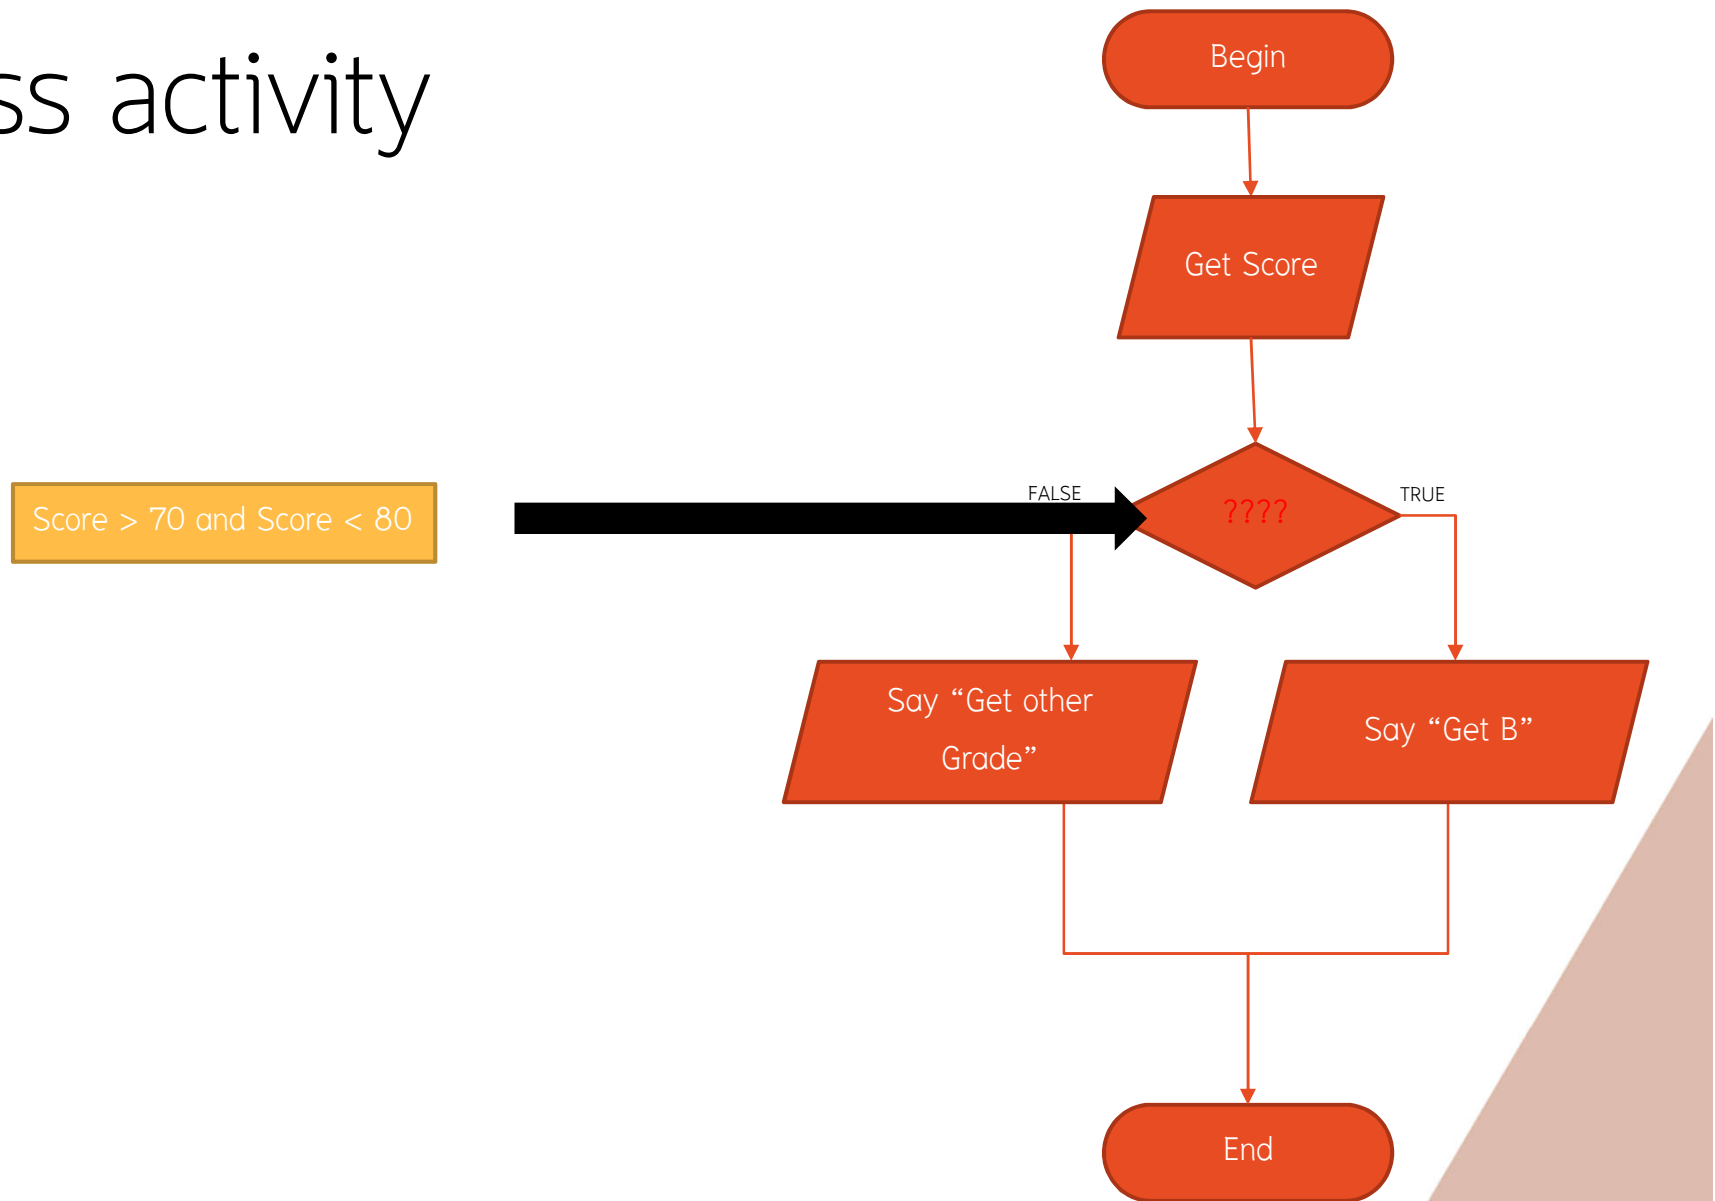 ss activity
Begin
Get Score
Score > 70 and Score < 80
FALSE
????
TRUE
Say “Get other
Grade”
Say “Get B”
End